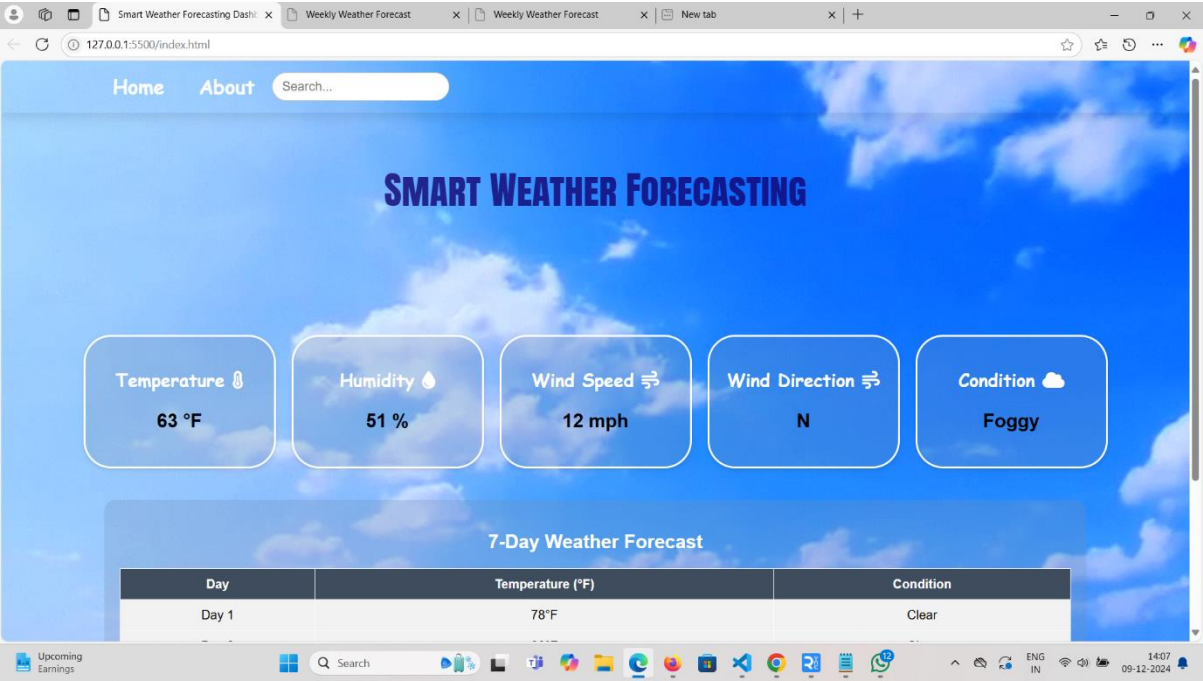 Smart Weather Forecasting Dashb
Weekly Weather Forecast
Weekly Weather Forecast
New tab
127.0.0.1:5500/index.html
Home About Search...
Smart Weather Forecasting
Temperature
63 °F
Humidity
51 %
Wind Speed
12 mph
Wind Direction
N
Condition
Foggy
7-Day Weather Forecast
Day Temperature (°F) Condition
Day 1 78°F Clear
Upcoming
Earnings
Search
12
ENG
IN
14:07
09-12-2024